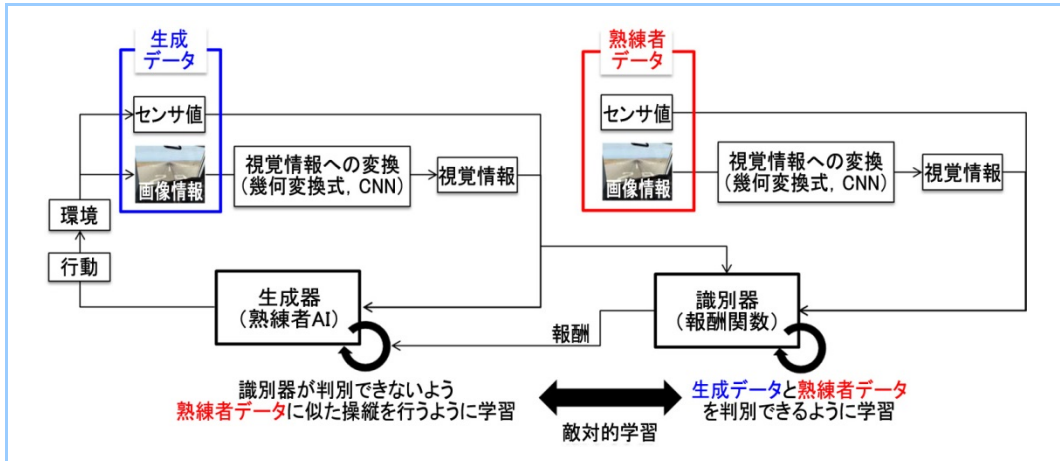 生成
データ
センサ値
画像情報
視覚情報への変換
(幾何変換式, CNN)
視覚情報
環境
行動
生成器
(熟練者AI)
熟練者
データ
センサ値
画像情報
視覚情報への変換
(幾何変換式, CNN)
視覚情報
識別器
(報酬関数)
報酬
識別器が判別できないよう
熟練者データに似た操縦を行うように学習
敵対的学習
生成データと熟練者データ
を判別できるように学習